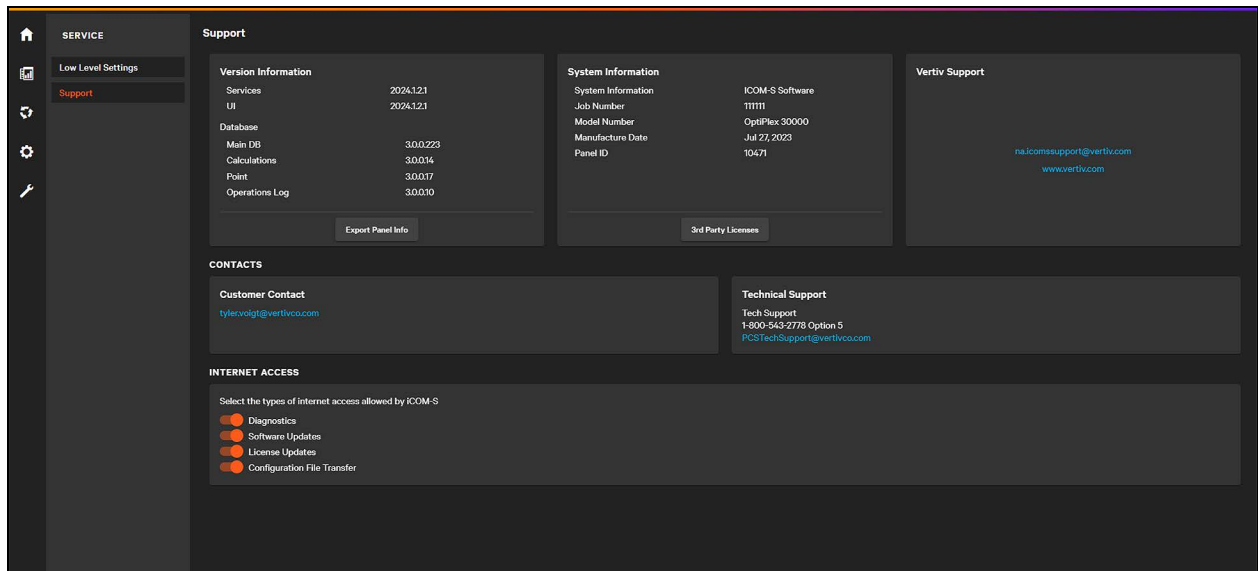 SERVICE
Low Level Settings
Support
Support
Version Information
Services 2024.1.2.1
UI 2024.1.2.1
Database
Main DB 3.0.0.223
Calculations 3.0.0.14
Point 3.0.0.17
Operations Log 3.0.0.10
Export Panel Info
System Information
System Information ICOM-S Software
Job Number 111111
Model Number OptiPlex 30000
Manufacture Date Jul 27, 2023
Panel ID 10471
3rd Party Licenses
Vertiv Support
na.icomssupport@vertiv.com
www.vertiv.com
CONTACTS
Customer Contact
tyler.voigt@vertivco.com
Technical Support
Tech Support
1-800-543-2778 Option 5
PCSTechSupport@vertivco.com
INTERNET ACCESS
Select the types of internet access allowed by iCOM-S
Diagnostics
Software Updates
License Updates
Configuration File Transfer